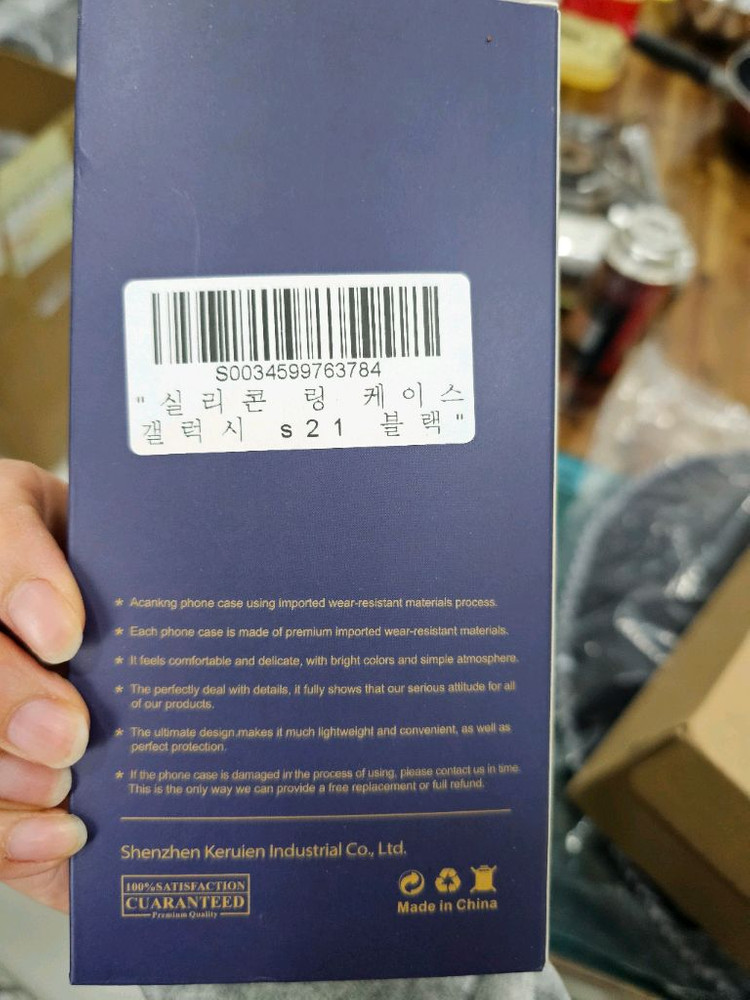 S0034599763784
"실리콘 링 케이스
갤럭시 s21 블랙"
* Acankng phone case using imported wear-resistant materials process.
* Each phone case is made of premium imported wear-resistant materials.
* It feels comfortable and delicate, with bright colors and simple atmosphere.
* The perfectly deal with details, it fully shows that our serious attitude for all
of our products.
* The ultimate design makes it much lightweight and convenient, as well as
perfect protection.
* If the phone case is damaged in the process of using, please contact us in time.
This is the only way we can provide a free replacement or full refund.
Shenzhen Keruien Industrial Co., Ltd.
100%SATISFACTION
CUARANTEED
Premium Quality
Made in China